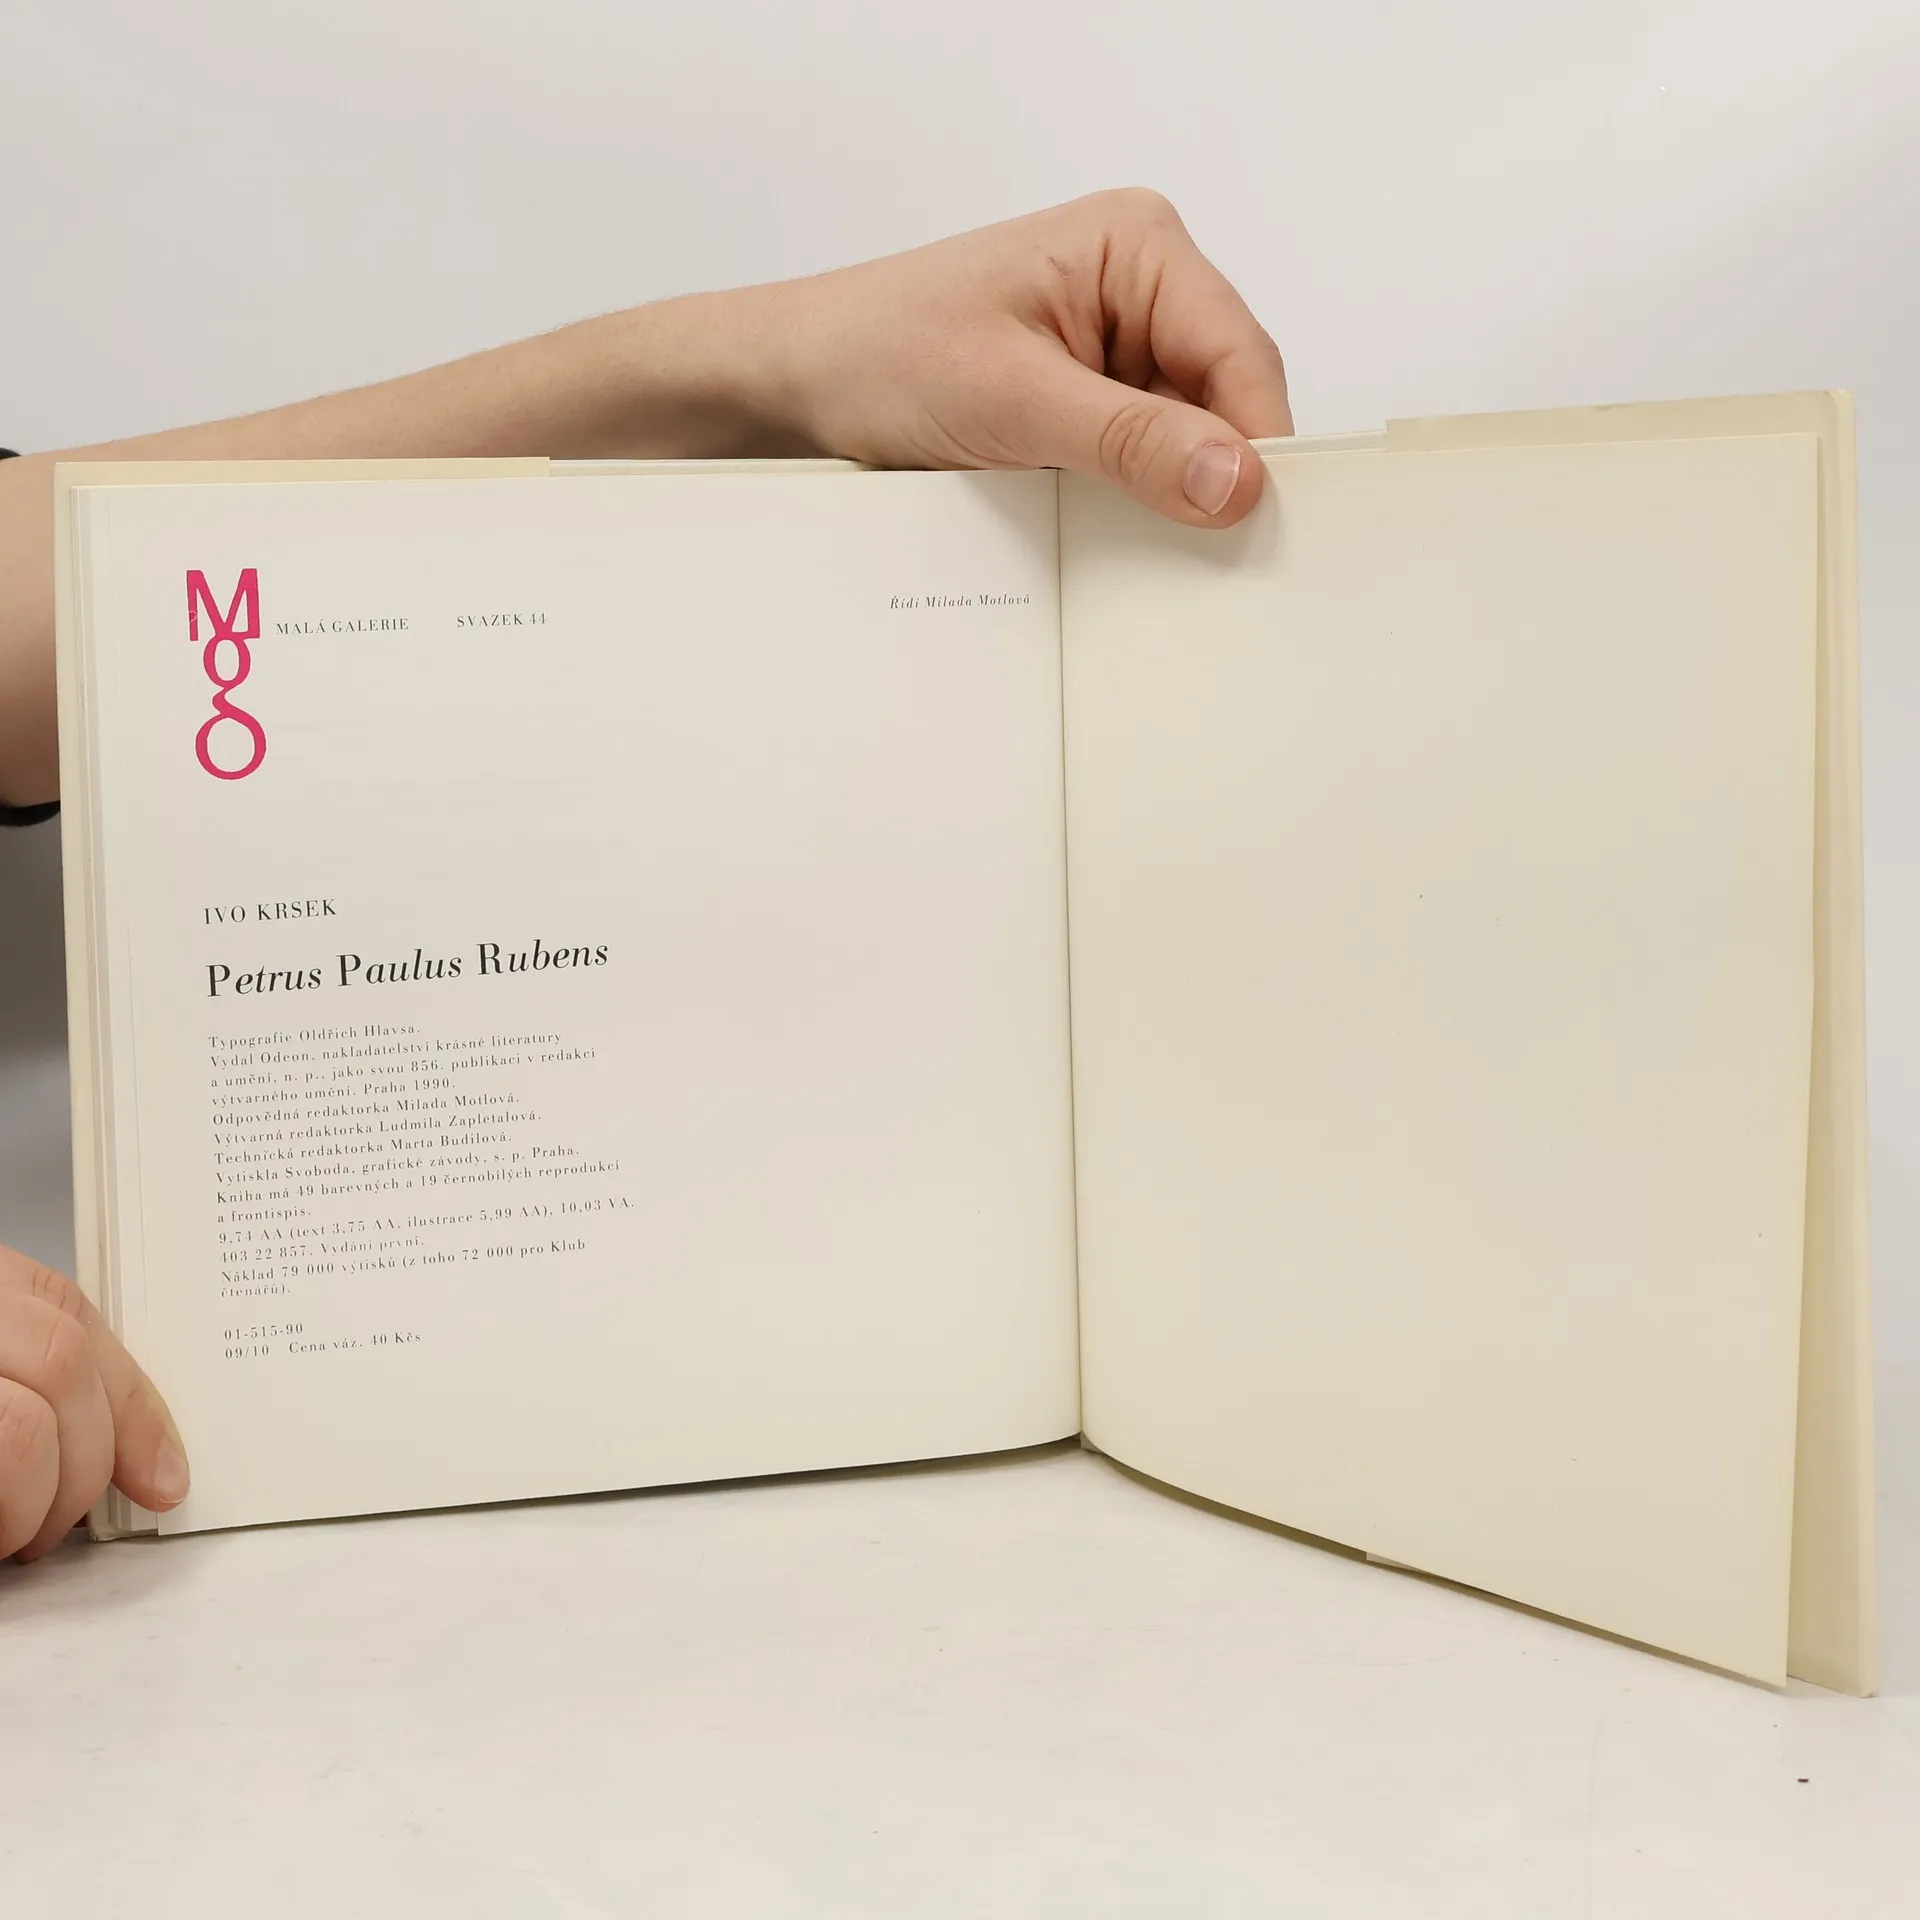 Mg
MALÁ GALERIE SVAZEK 44
Řídí Milada Motlová
IVO KRSEK
Petrus Paulus Rubens
Typografie Oldřich Hlavsa.
Vydal Odeon, nakladatelství krásné literatury
a umění, n. p., jako svou 856. publikaci v redakci
výtvarného umění. Praha 1990.
Odpovědná redaktorka Milada Motlová.
Výtvarná redaktorka Ludmila Zapletalová.
Technická redaktorka Marta Budilová.
Vytiskla Svoboda, grafické závody, s. p. Praha.
Kniha má 49 barevných a 19 černobílých reprodukcí
a frontispis.
9,74 AA (text 3,75 AA, ilustrace 5,99 AA), 10,03 VA.
403 22 857. Vydání první.
Náklad 79 000 výtisků (z toho 72 000 pro Klub
čtenářů).
01-515-90
09/10 Cena váz. 40 Kčs